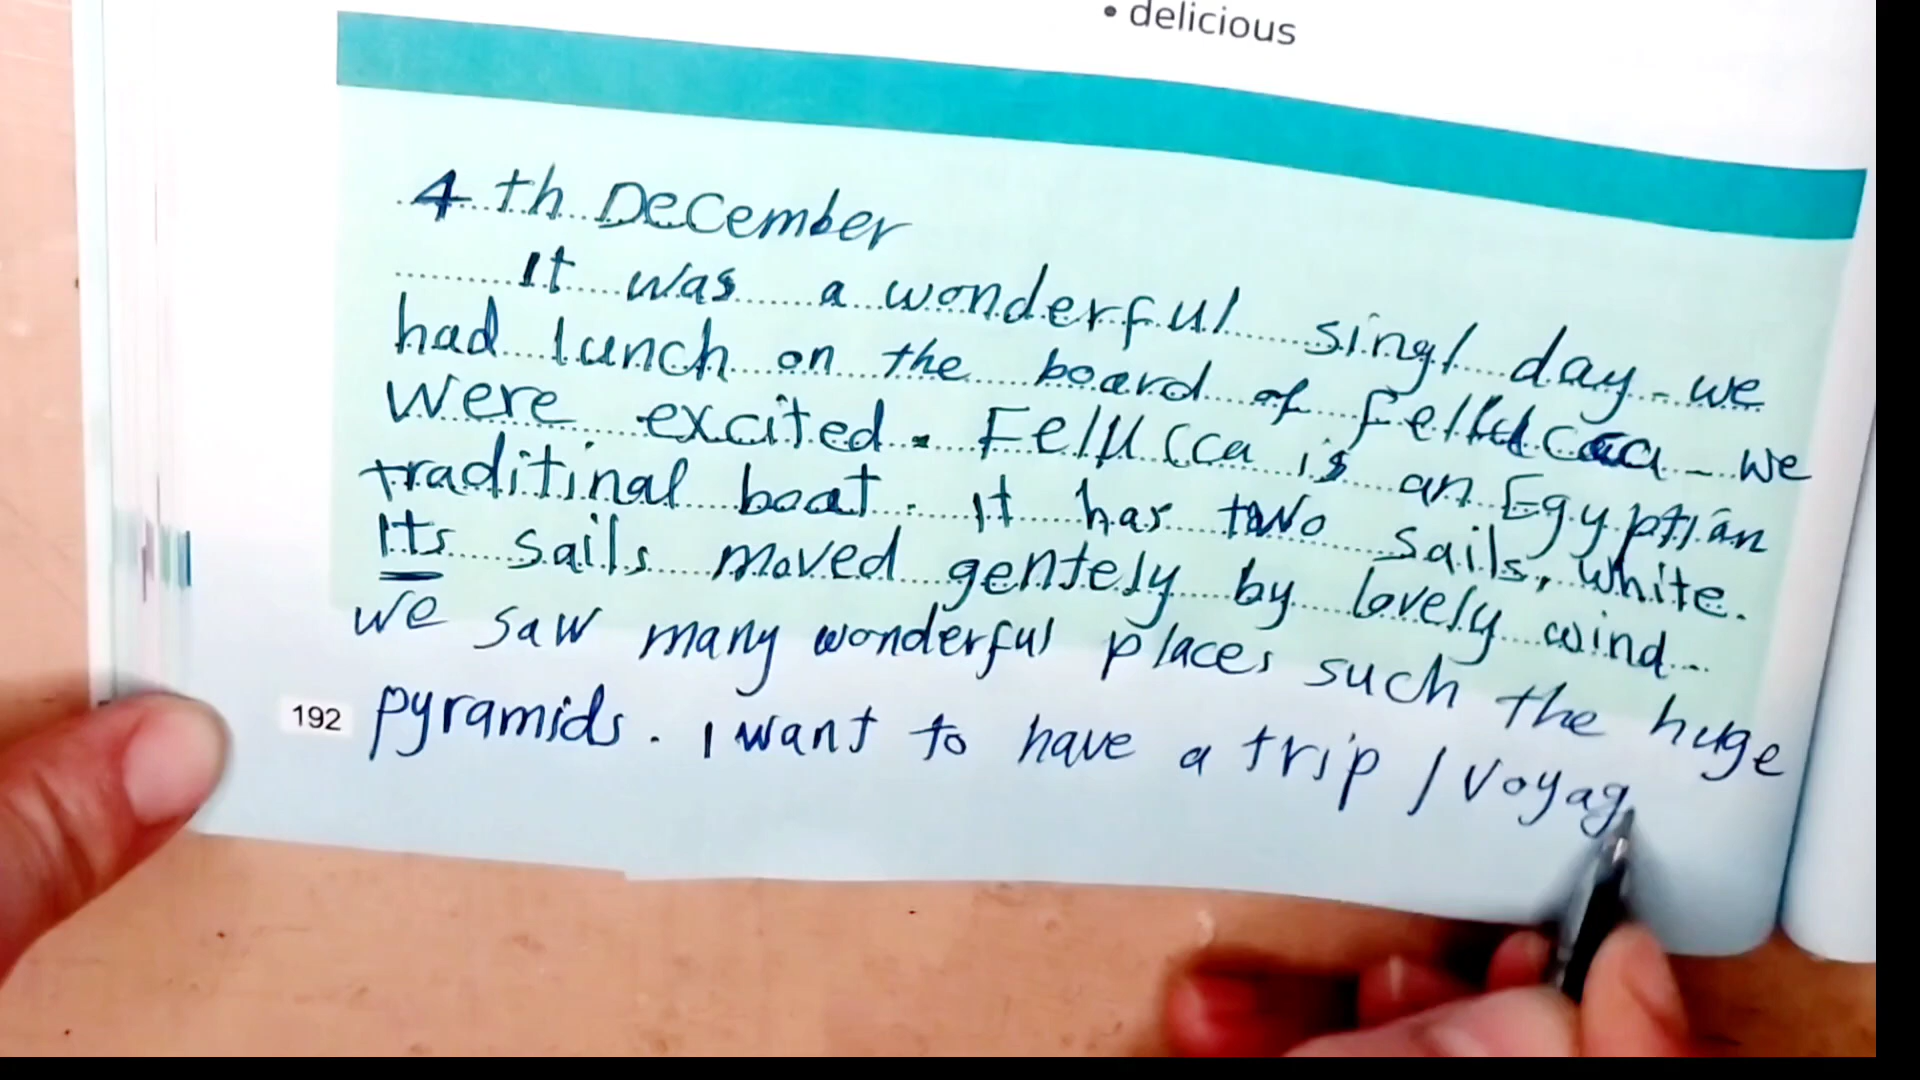 • delicious
4 th December
It was a wonderful singl day - we
had lunch on the board of Fellucca - we
were excited. Felucca is an Egyptian
traditinal boat. It has two sails, white.
Its sails moved gentely by lovely wind
we saw many wonderful places such the huge
192
pyramids. I want to have a trip / voyag